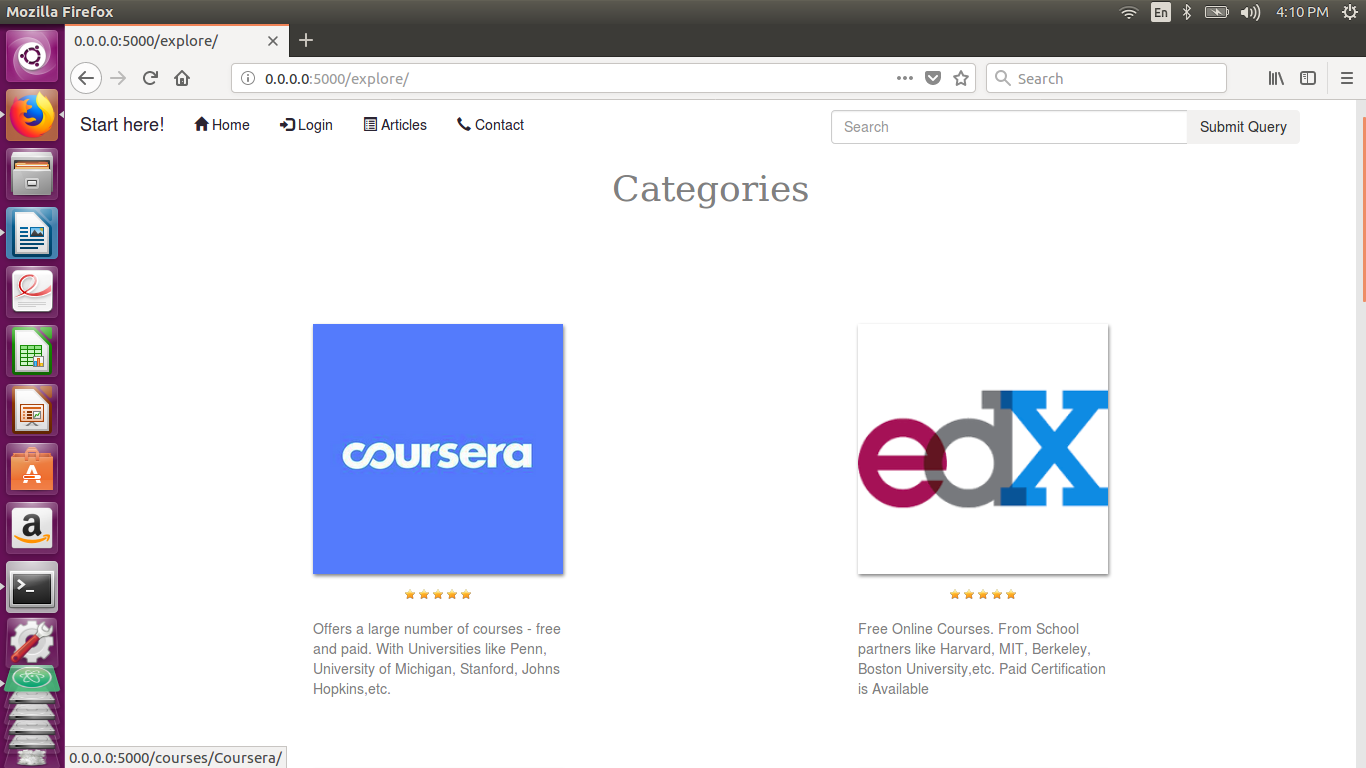 Mozilla Firefox
En
4:10 PM
0.0.0.0:5000/explore/
0.0.0.0:5000/explore/
Search
Start here!
Home
Login
Articles
Contact
Search
Submit Query
Categories
coursera
edX
Offers a large number of courses - free
and paid. With Universities like Penn,
University of Michigan, Stanford, Johns
Hopkins,etc.
Free Online Courses. From School
partners like Harvard, MIT, Berkeley,
Boston University,etc. Paid Certification
is Available
0.0.0.0:5000/courses/Coursera/